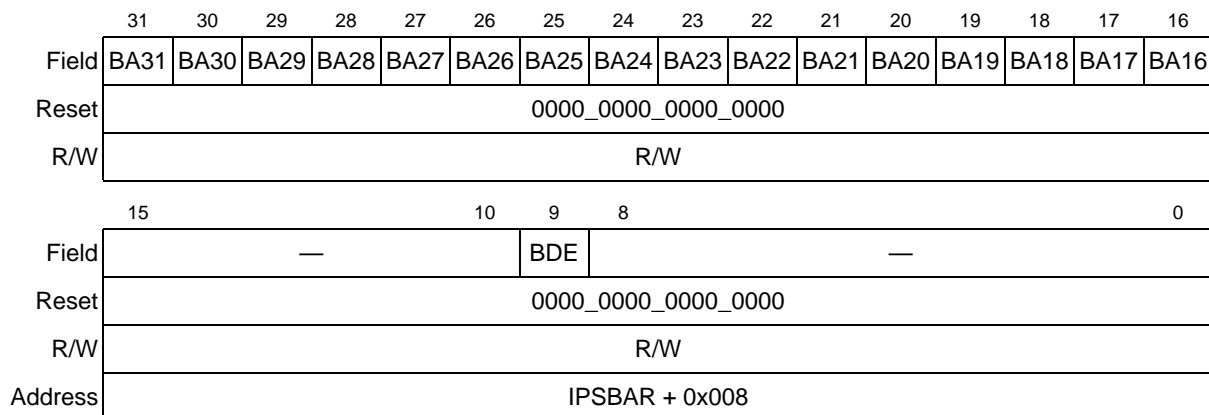 31 30 29 28 27 26 25 24 23 22 21 20 19 18 17 16
Field BA31 BA30 BA29 BA28 BA27 BA26 BA25 BA24 BA23 BA22 BA21 BA20 BA19 BA18 BA17 BA16
Reset 0000_0000_0000_0000
R/W R/W
15 10 9 8 0
Field — BDE —
Reset 0000_0000_0000_0000
R/W R/W
Address IPSBAR + 0x008